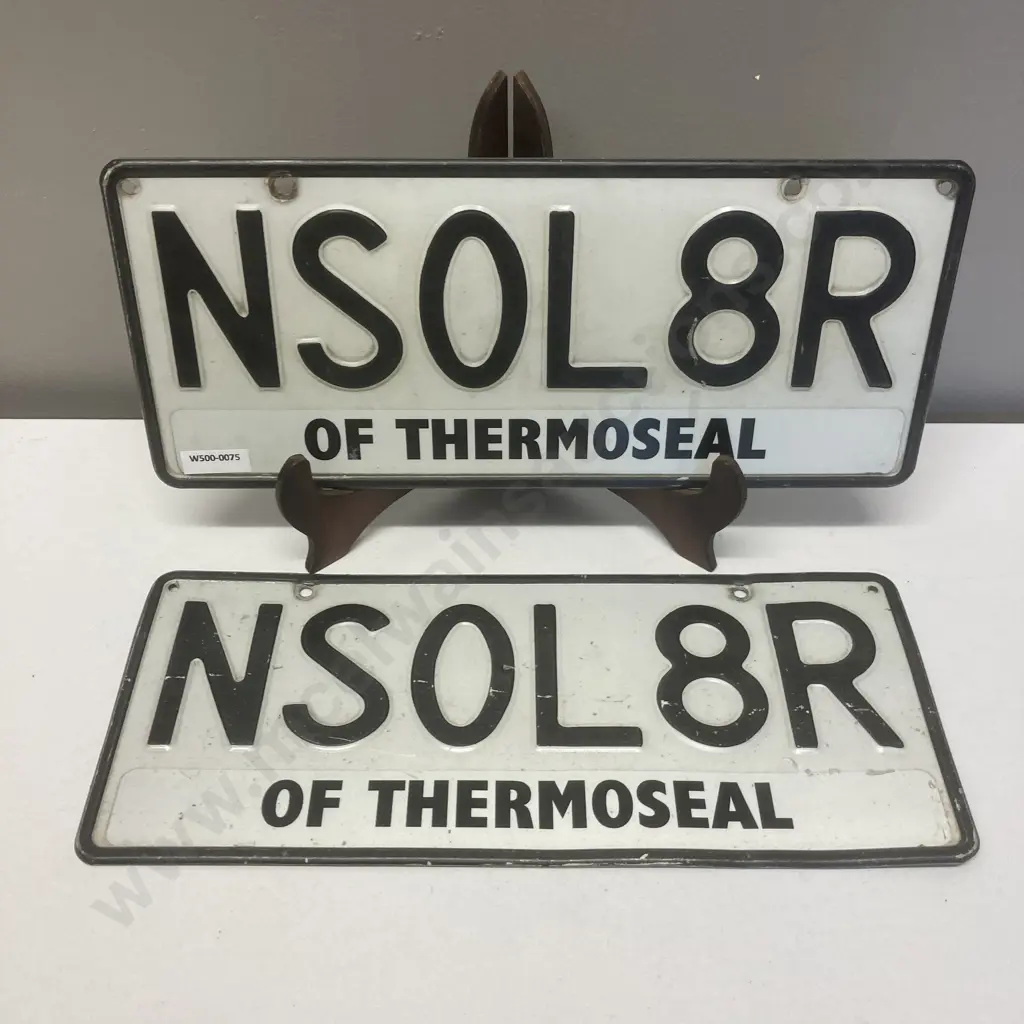 NSOL8R
OF THERMOSEAL
W500-0075
NSOL8R
OF THERMOSEAL